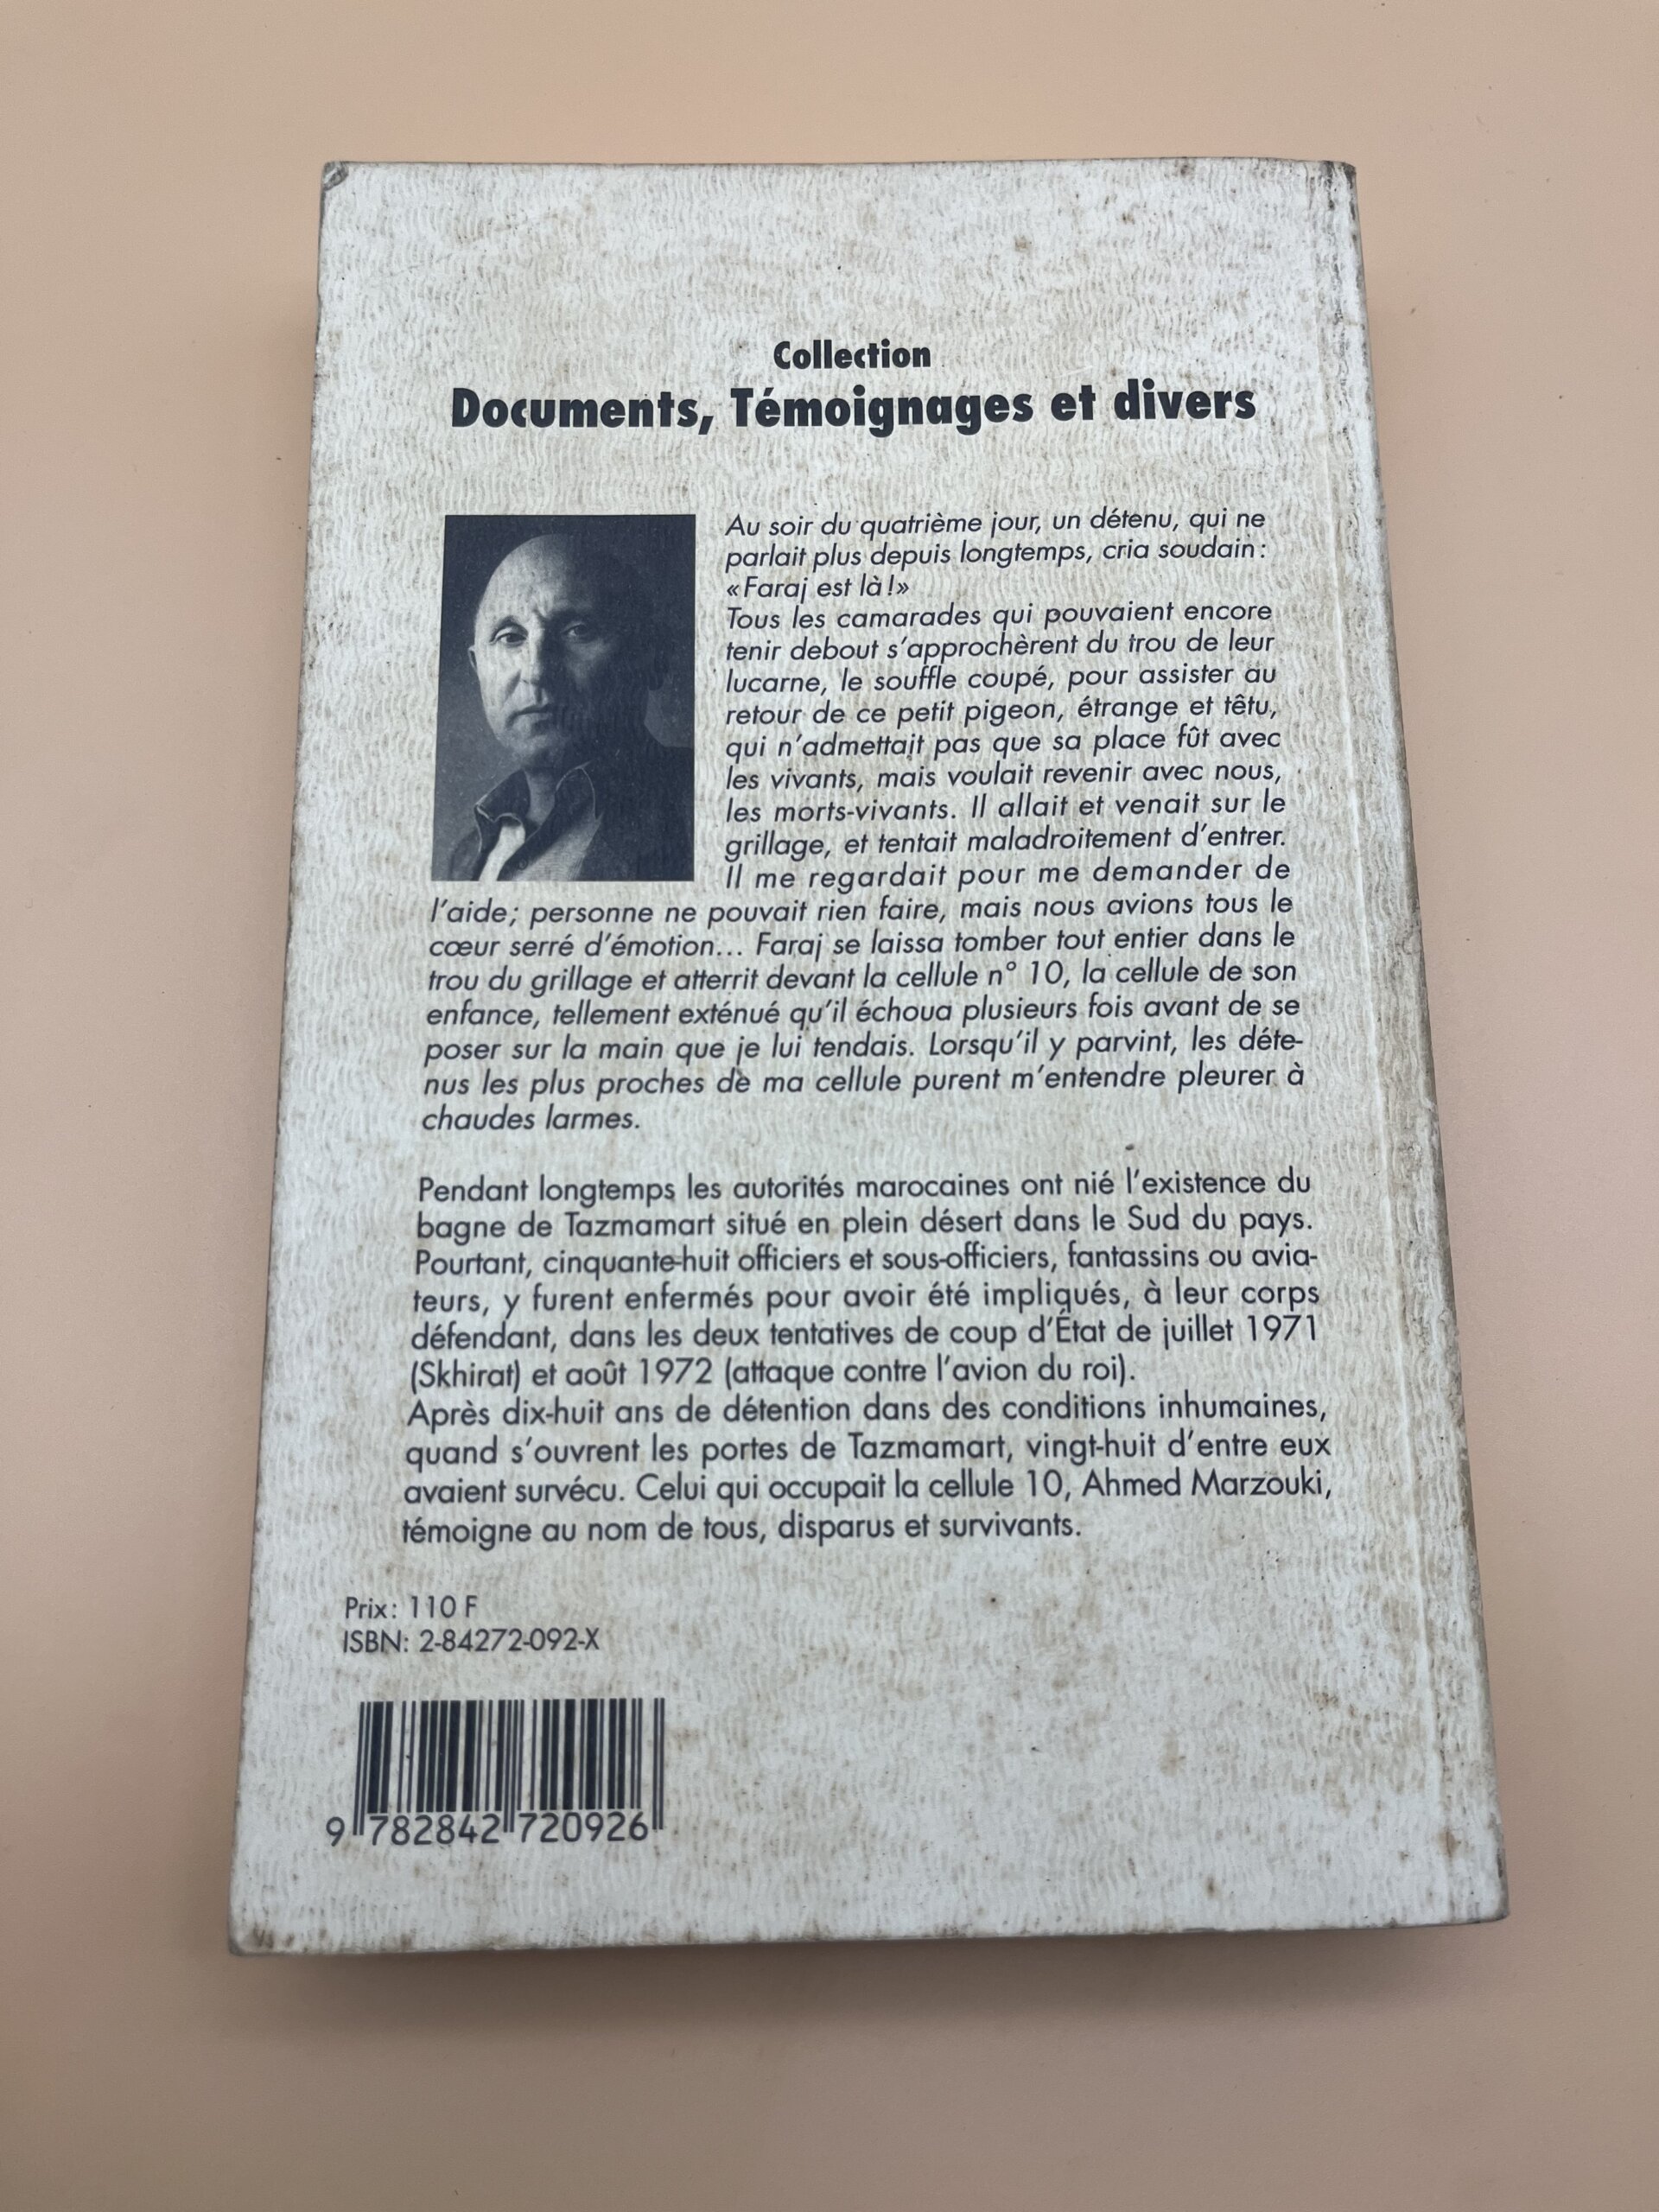 Collection
Documents, Témoignages et divers
Au soir du quatrième jour, un détenu, qui ne
parlait plus depuis longtemps, cria soudain :
«Faraj est là !»
Tous les camarades qui pouvaient encore
tenir debout s'approchèrent du trou de leur
lucarne, le souffle coupé, pour assister au
retour de ce petit pigeon, étrange et têtu,
qui n'admettait pas que sa place fût avec
les vivants, mais voulait revenir avec nous,
les morts-vivants. Il allait et venait sur le
grillage, et tentait maladroitement d'entrer.
Il me regardait pour me demander de
l'aide; personne ne pouvait rien faire, mais nous avions tous le
cœur serré d'émotion... Faraj se laissa tomber tout entier dans le
trou du grillage et atterrit devant la cellule n° 10, la cellule de son
enfance, tellement exténué qu'il échoua plusieurs fois avant de se
poser sur la main que je lui tendais. Lorsqu'il y parvint, les déte-
nus les plus proches de ma cellule purent m'entendre pleurer à
chaudes larmes.
Pendant longtemps les autorités marocaines ont nié l'existence du
bagne de Tazmamart situé en plein désert dans le Sud du pays.
Pourtant, cinquante-huit officiers et sous-officiers, fantassins ou avia-
teurs, y furent enfermés pour avoir été impliqués, à leur corps
défendant, dans les deux tentatives de coup d'État de juillet 1971
(Skhirat) et août 1972 (attaque contre l'avion du roi).
Après dix-huit ans de détention dans des conditions inhumaines,
quand s'ouvrent les portes de Tazmamart, vingt-huit d'entre eux
avaient survécu. Celui qui occupait la cellule 10, Ahmed Marzouki,
témoigne au nom de tous, disparus et survivants.
Prix : 110 F
ISBN: 2-84272-092-X
9 782842 720926